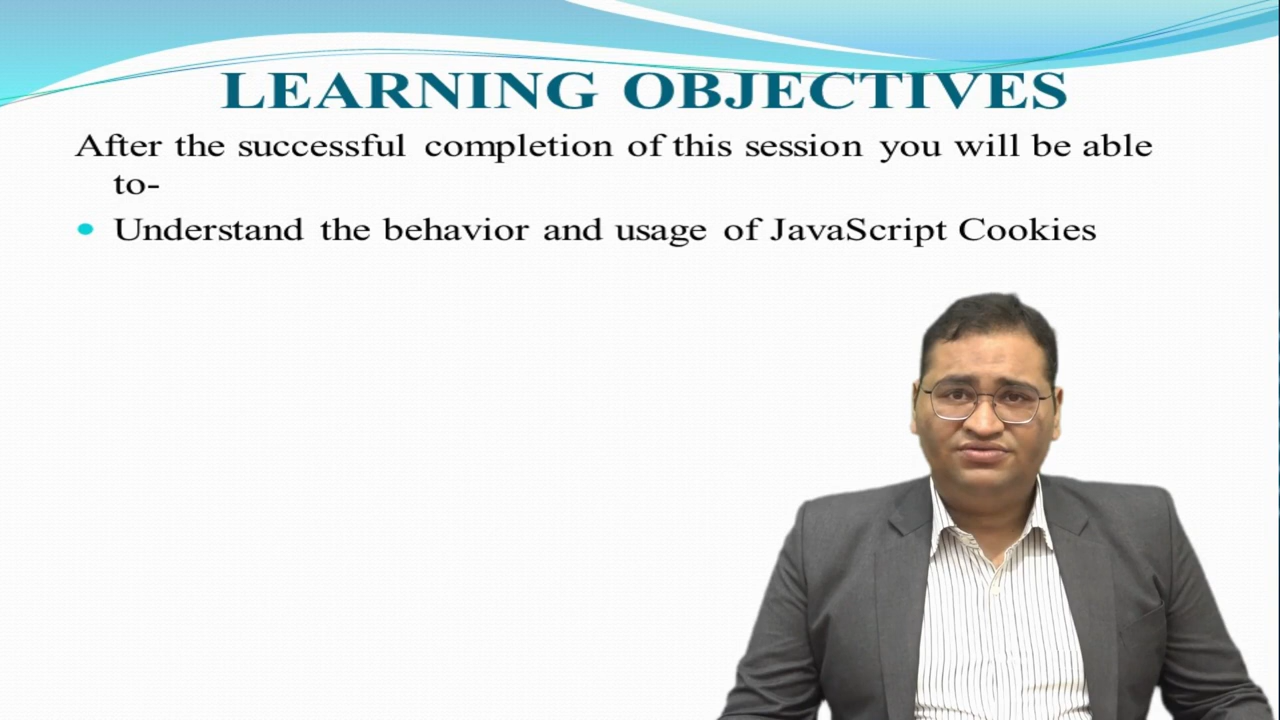 LEARNING OBJECTIVES
After the successful completion of this session you will be able
to-
Understand the behavior and usage of JavaScript Cookies